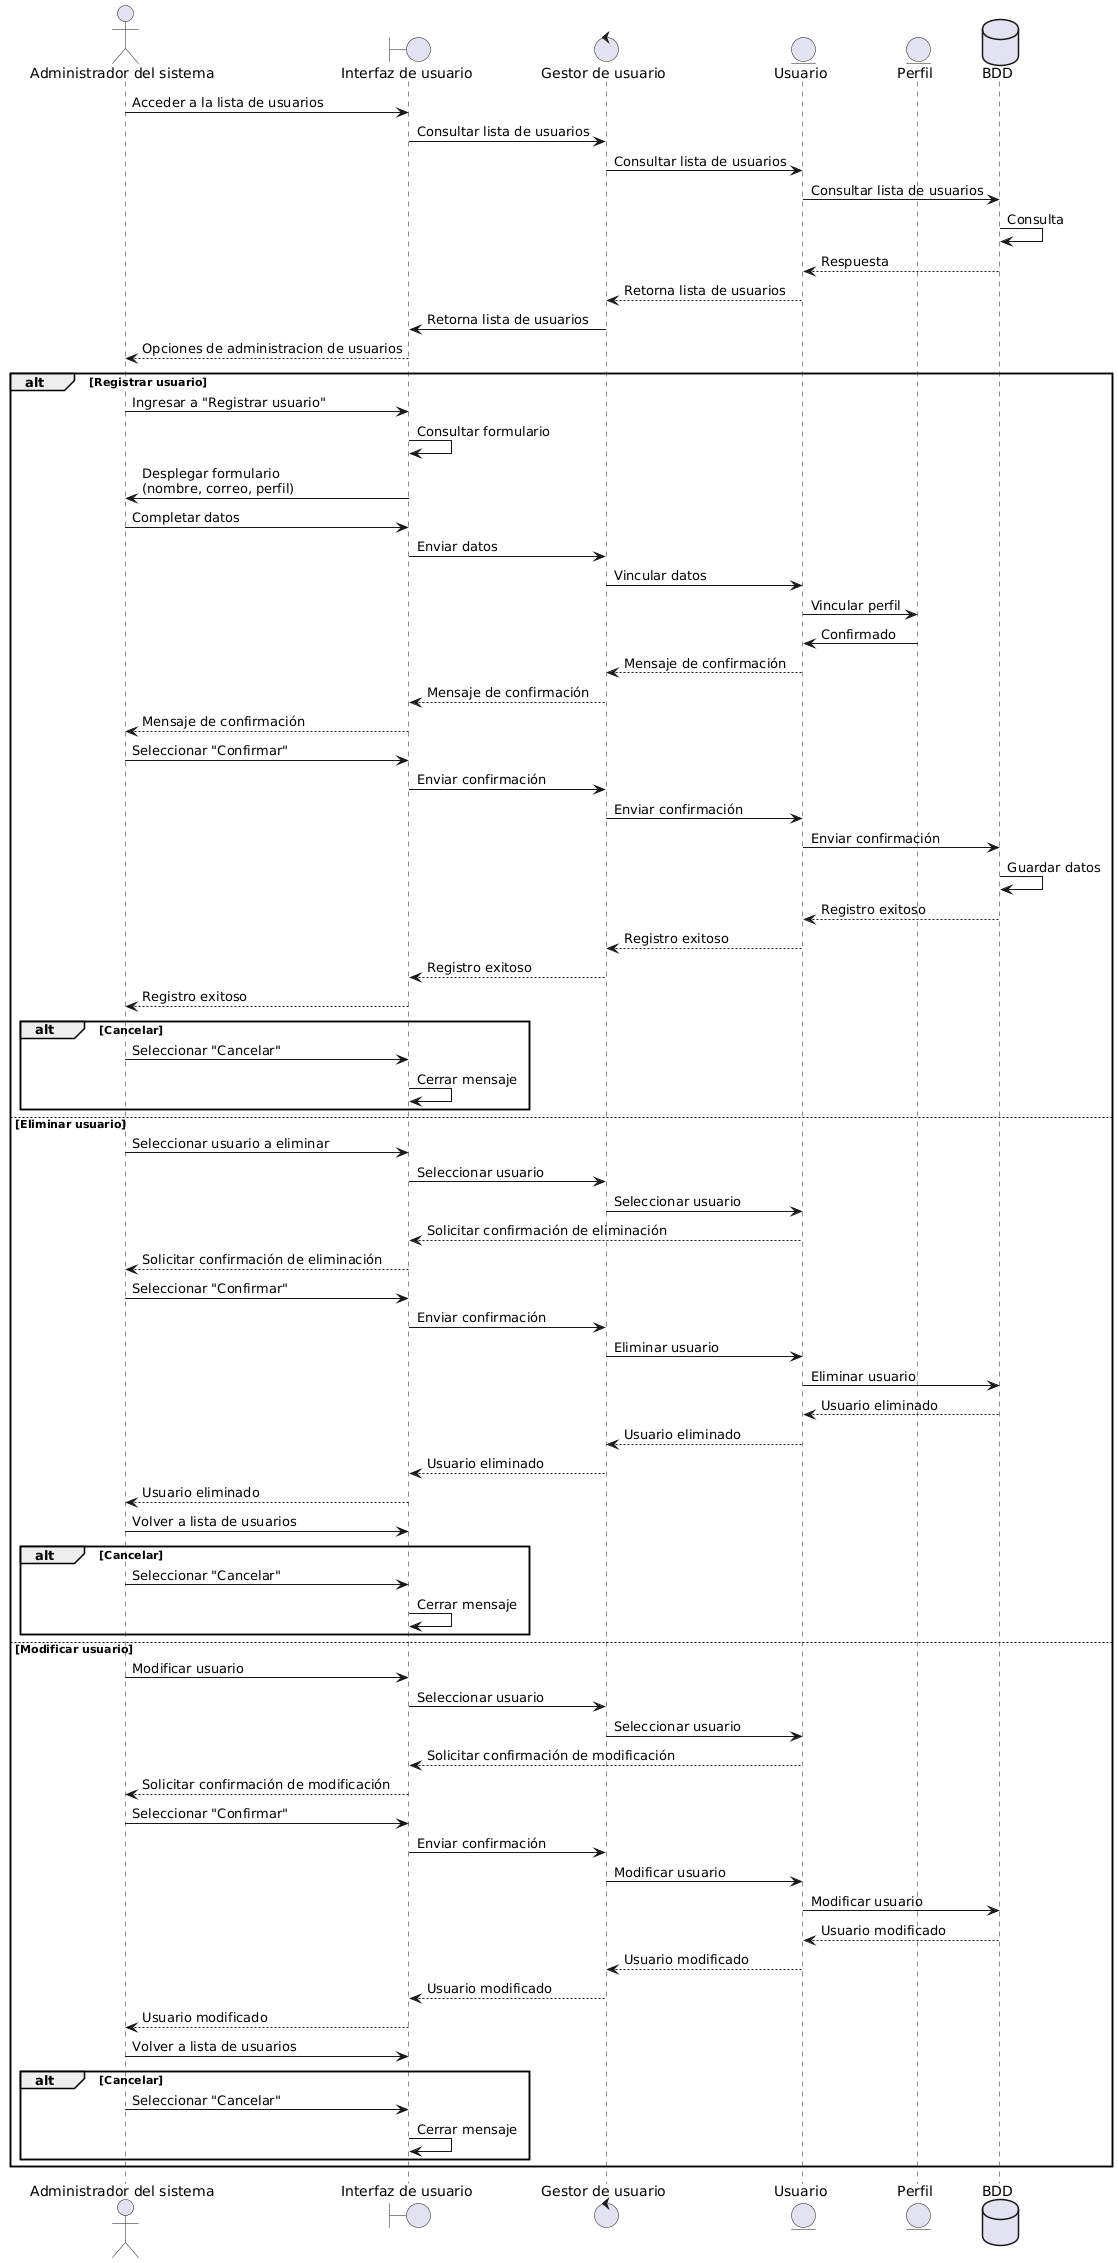 Administrador del sistema
Interfaz de usuario
Gestor de usuario
Usuario
Perfil
BDD
Acceder a la lista de usuarios
Consultar lista de usuarios
Consultar lista de usuarios
Consultar lista de usuarios
Consulta
Respuesta
Retorna lista de usuarios
Retorna lista de usuarios
Opciones de administracion de usuarios
alt [Registrar usuario]
Ingresar a "Registrar usuario"
Consultar formulario
Desplegar formulario
(nombre, correo, perfil)
Completar datos
Enviar datos
Vincular datos
Vincular perfil
Confirmado
Mensaje de confirmación
Mensaje de confirmación
Mensaje de confirmación
Seleccionar "Confirmar"
Enviar confirmación
Enviar confirmación
Enviar confirmación
Guardar datos
Registro exitoso
Registro exitoso
Registro exitoso
Registro exitoso
alt [Cancelar]
Seleccionar "Cancelar"
Cerrar mensaje
[Eliminar usuario]
Seleccionar usuario a eliminar
Seleccionar usuario
Seleccionar usuario
Solicitar confirmación de eliminación
Solicitar confirmación de eliminación
Seleccionar "Confirmar"
Enviar confirmación
Eliminar usuario
Eliminar usuario
Usuario eliminado
Usuario eliminado
Usuario eliminado
Usuario eliminado
Volver a lista de usuarios
alt [Cancelar]
Seleccionar "Cancelar"
Cerrar mensaje
[Modificar usuario]
Modificar usuario
Seleccionar usuario
Seleccionar usuario
Solicitar confirmación de modificación
Solicitar confirmación de modificación
Seleccionar "Confirmar"
Enviar confirmación
Modificar usuario
Modificar usuario
Usuario modificado
Usuario modificado
Usuario modificado
Usuario modificado
Volver a lista de usuarios
alt [Cancelar]
Seleccionar "Cancelar"
Cerrar mensaje
Administrador del sistema
Interfaz de usuario
Gestor de usuario
Usuario
Perfil
BDD